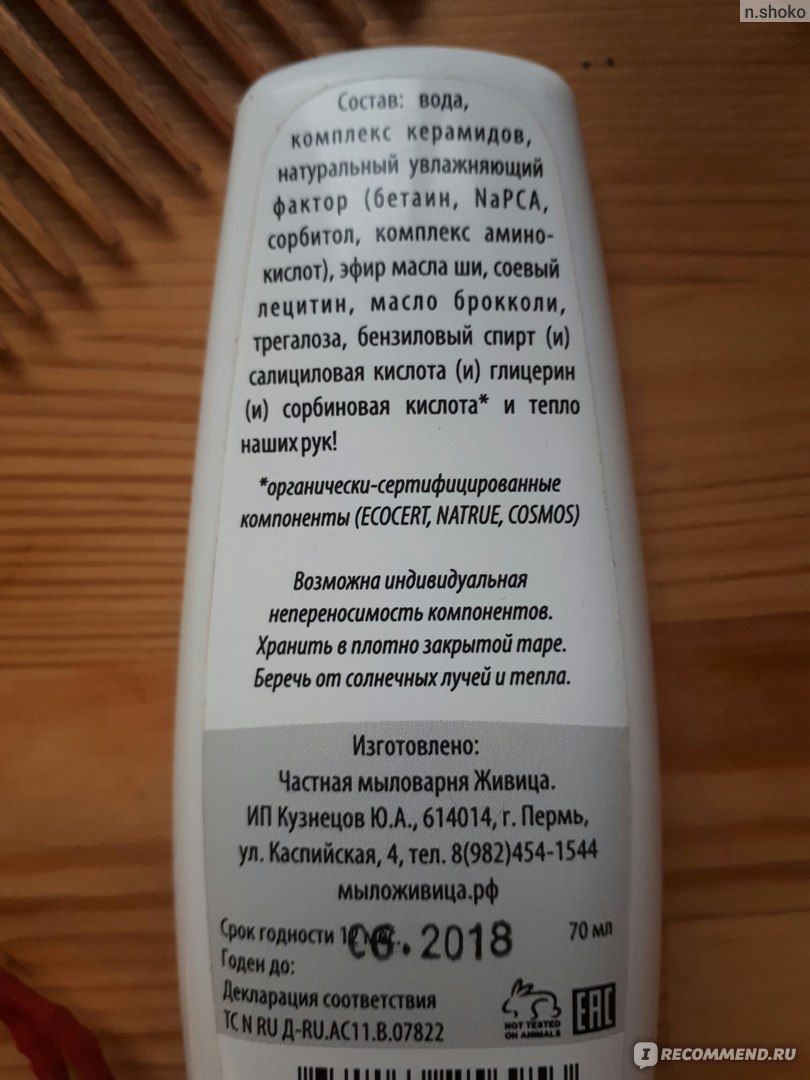 n.shoko
Состав: вода,
комплекс керамидов,
натуральный увлажняющий
фактор (бетаин, NaPCA,
сорбитол, комплекс амино-
кислот), эфир масла ши, соевый
лецитин, масло брокколи,
трегалоза, бензиловый спирт (и)
салициловая кислота (и) глицерин
(и) сорбиновая кислота* и тепло
наших рук!
*органически-сертифицированные
компоненты (ECOCERT, NATRUE, COSMOS)
Возможна индивидуальная
непереносимость компонентов.
Хранить в плотно закрытой таре.
Беречь от солнечных лучей и тепла.
Изготовлено:
Частная мыловарня Живица.
ИП Кузнецов Ю.А., 614014, г. Пермь,
ул. Каспийская, 4, тел. 8(982)454-1544
мыложивица.рф
Срок годности
06.2018
70 мл
Годен до:
Декларация соответствия
ТС N RU Д-RU.АС11.В.07822
NOT TESTED
ON ANIMALS
EAC
IRECOMMEND.RU